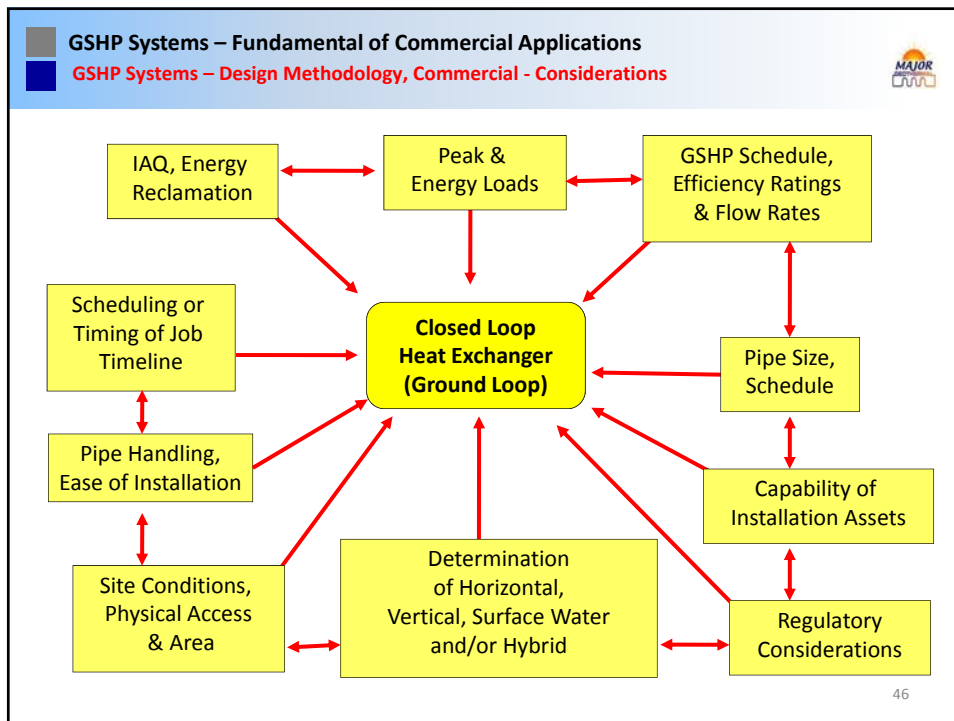 GSHP Systems – Fundamental of Commercial Applications
GSHP Systems – Design Methodology, Commercial - Considerations
MAJOR
GEOTHERMAL
IAQ, Energy
Reclamation
Peak &
Energy Loads
GSHP Schedule,
Efficiency Ratings
& Flow Rates
Scheduling or
Timing of Job
Timeline
Closed Loop
Heat Exchanger
(Ground Loop)
Pipe Size,
Schedule
Pipe Handling,
Ease of Installation
Capability of
Installation Assets
Site Conditions,
Physical Access
& Area
Determination
of Horizontal,
Vertical, Surface Water
and/or Hybrid
Regulatory
Considerations
46